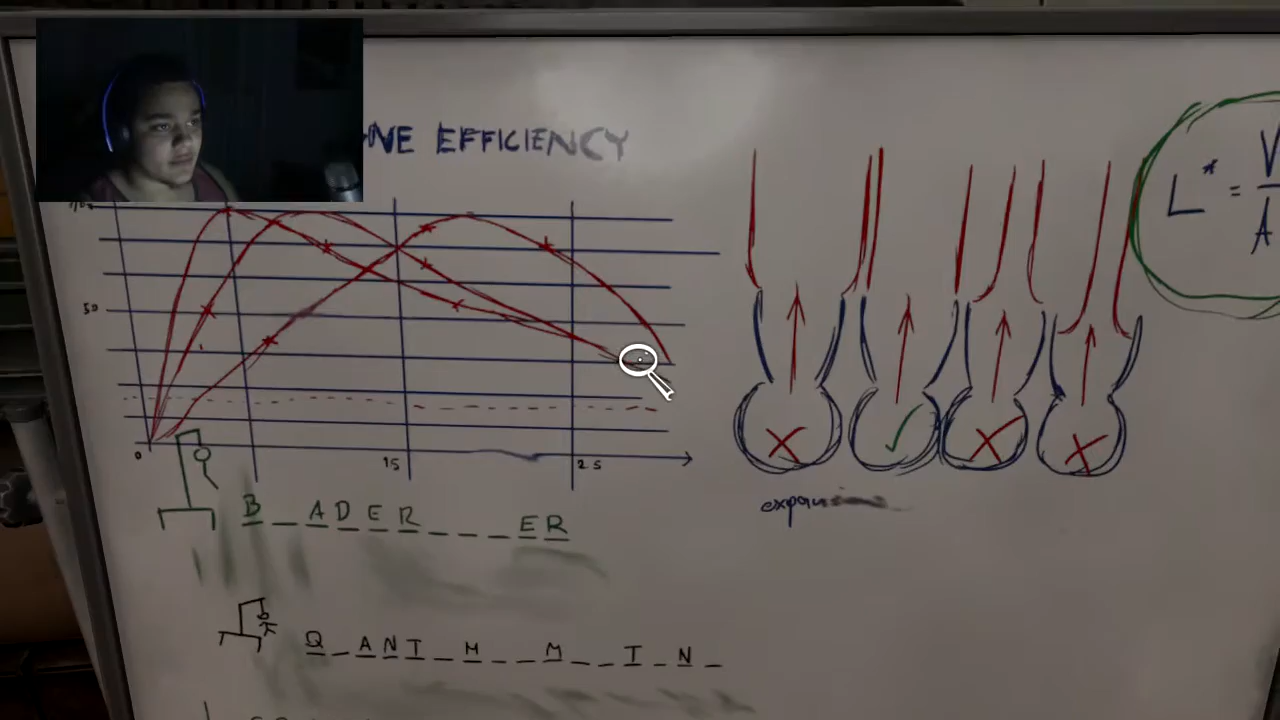 NE EFFICIENCY
50
0 15 25
B _ A D E R _ _ _ E R
Q _ A N T _ M _ _ M _ _ T _ N _
L* = V
A